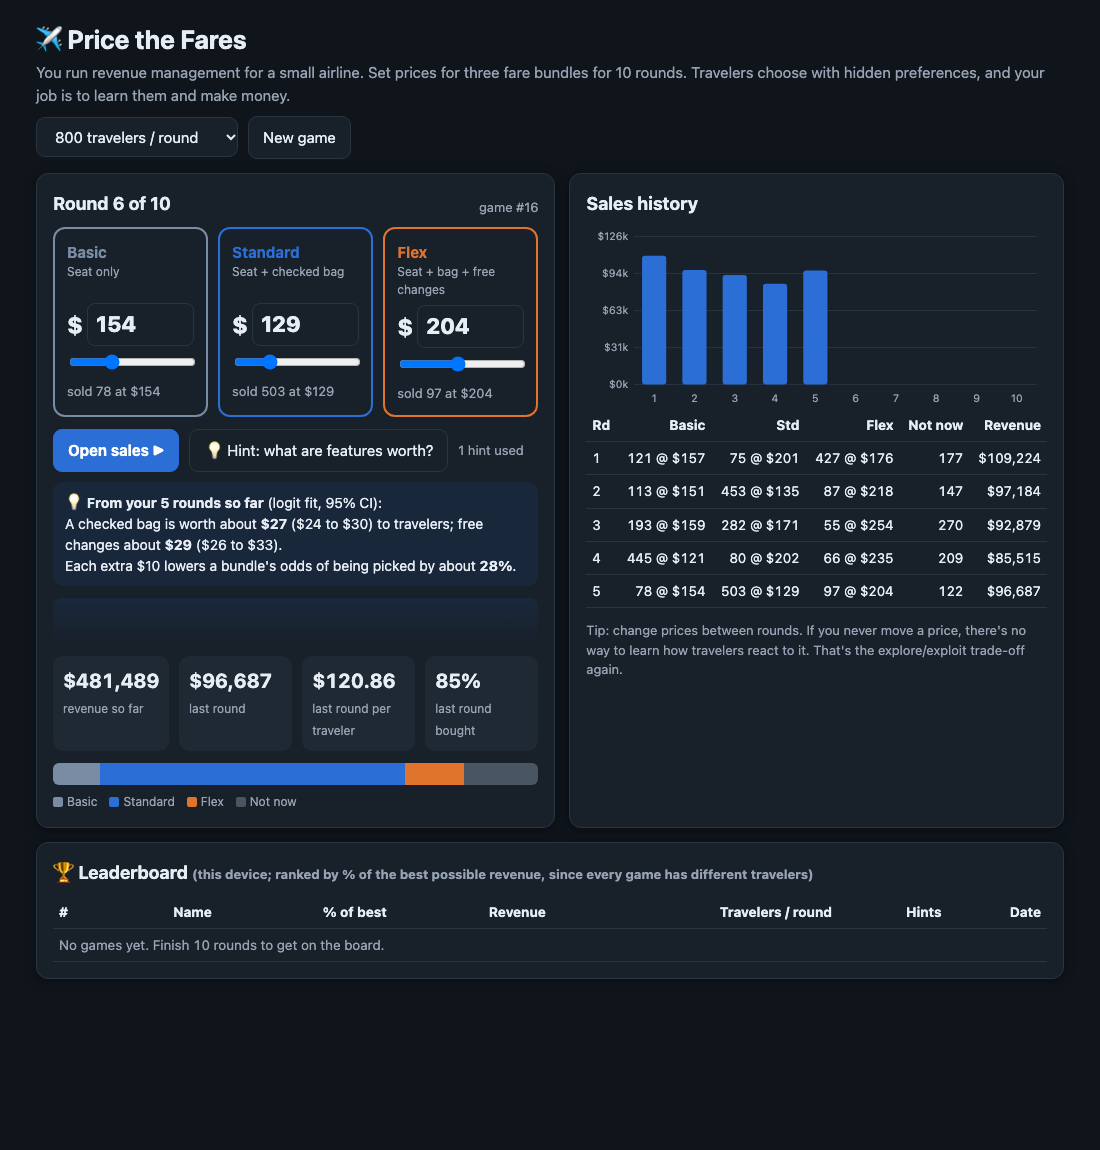 ✈️ Price the Fares
You run revenue management for a small airline. Set prices for three fare bundles for 10 rounds. Travelers choose with hidden preferences, and your
job is to learn them and make money.
800 travelers / round
New game
Round 6 of 10
game #16
Basic
Seat only
$ 154
sold 78 at $154
Standard
Seat + checked bag
$ 129
sold 503 at $129
Flex
Seat + bag + free
changes
$ 204
sold 97 at $204
Open sales ▶
💡 Hint: what are features worth?
1 hint used
💡 From your 5 rounds so far (logit fit, 95% CI):
A checked bag is worth about $27 ($24 to $30) to travelers; free
changes about $29 ($26 to $33).
Each extra $10 lowers a bundle's odds of being picked by about 28%.
$481,489
revenue so far
$96,687
last round
$120.86
last round per
traveler
85%
last round
bought
Basic Standard Flex Not now
Sales history
$126k
$94k
$63k
$31k
$0k
1 2 3 4 5 6 7 8 9 10
Rd Basic Std Flex Not now Revenue
1 121 @ $157 75 @ $201 427 @ $176 177 $109,224
2 113 @ $151 453 @ $135 87 @ $218 147 $97,184
3 193 @ $159 282 @ $171 55 @ $254 270 $92,879
4 445 @ $121 80 @ $202 66 @ $235 209 $85,515
5 78 @ $154 503 @ $129 97 @ $204 122 $96,687
Tip: change prices between rounds. If you never move a price, there's no
way to learn how travelers react to it. That's the explore/exploit trade-off
again.
🏆 Leaderboard (this device; ranked by % of the best possible revenue, since every game has different travelers)
# Name % of best Revenue Travelers / round Hints Date
No games yet. Finish 10 rounds to get on the board.